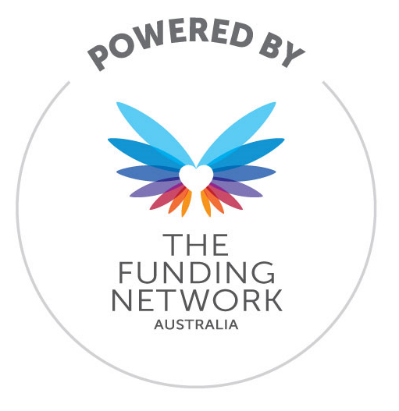 POWERED BY
THE
FUNDING
NETWORK
AUSTRALIA